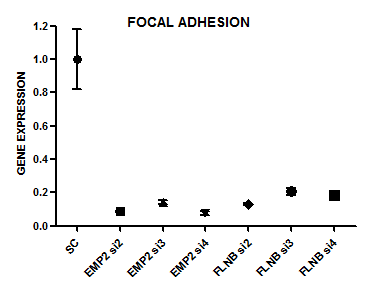 FOCAL ADHESION
GENE EXPRESSION
1.2
1.0
0.8
0.6
0.4
0.2
0.0
SC
EMP2 si2
EMP2 si3
EMP2 si4
FLNB si2
FLNB si3
FLNB si4